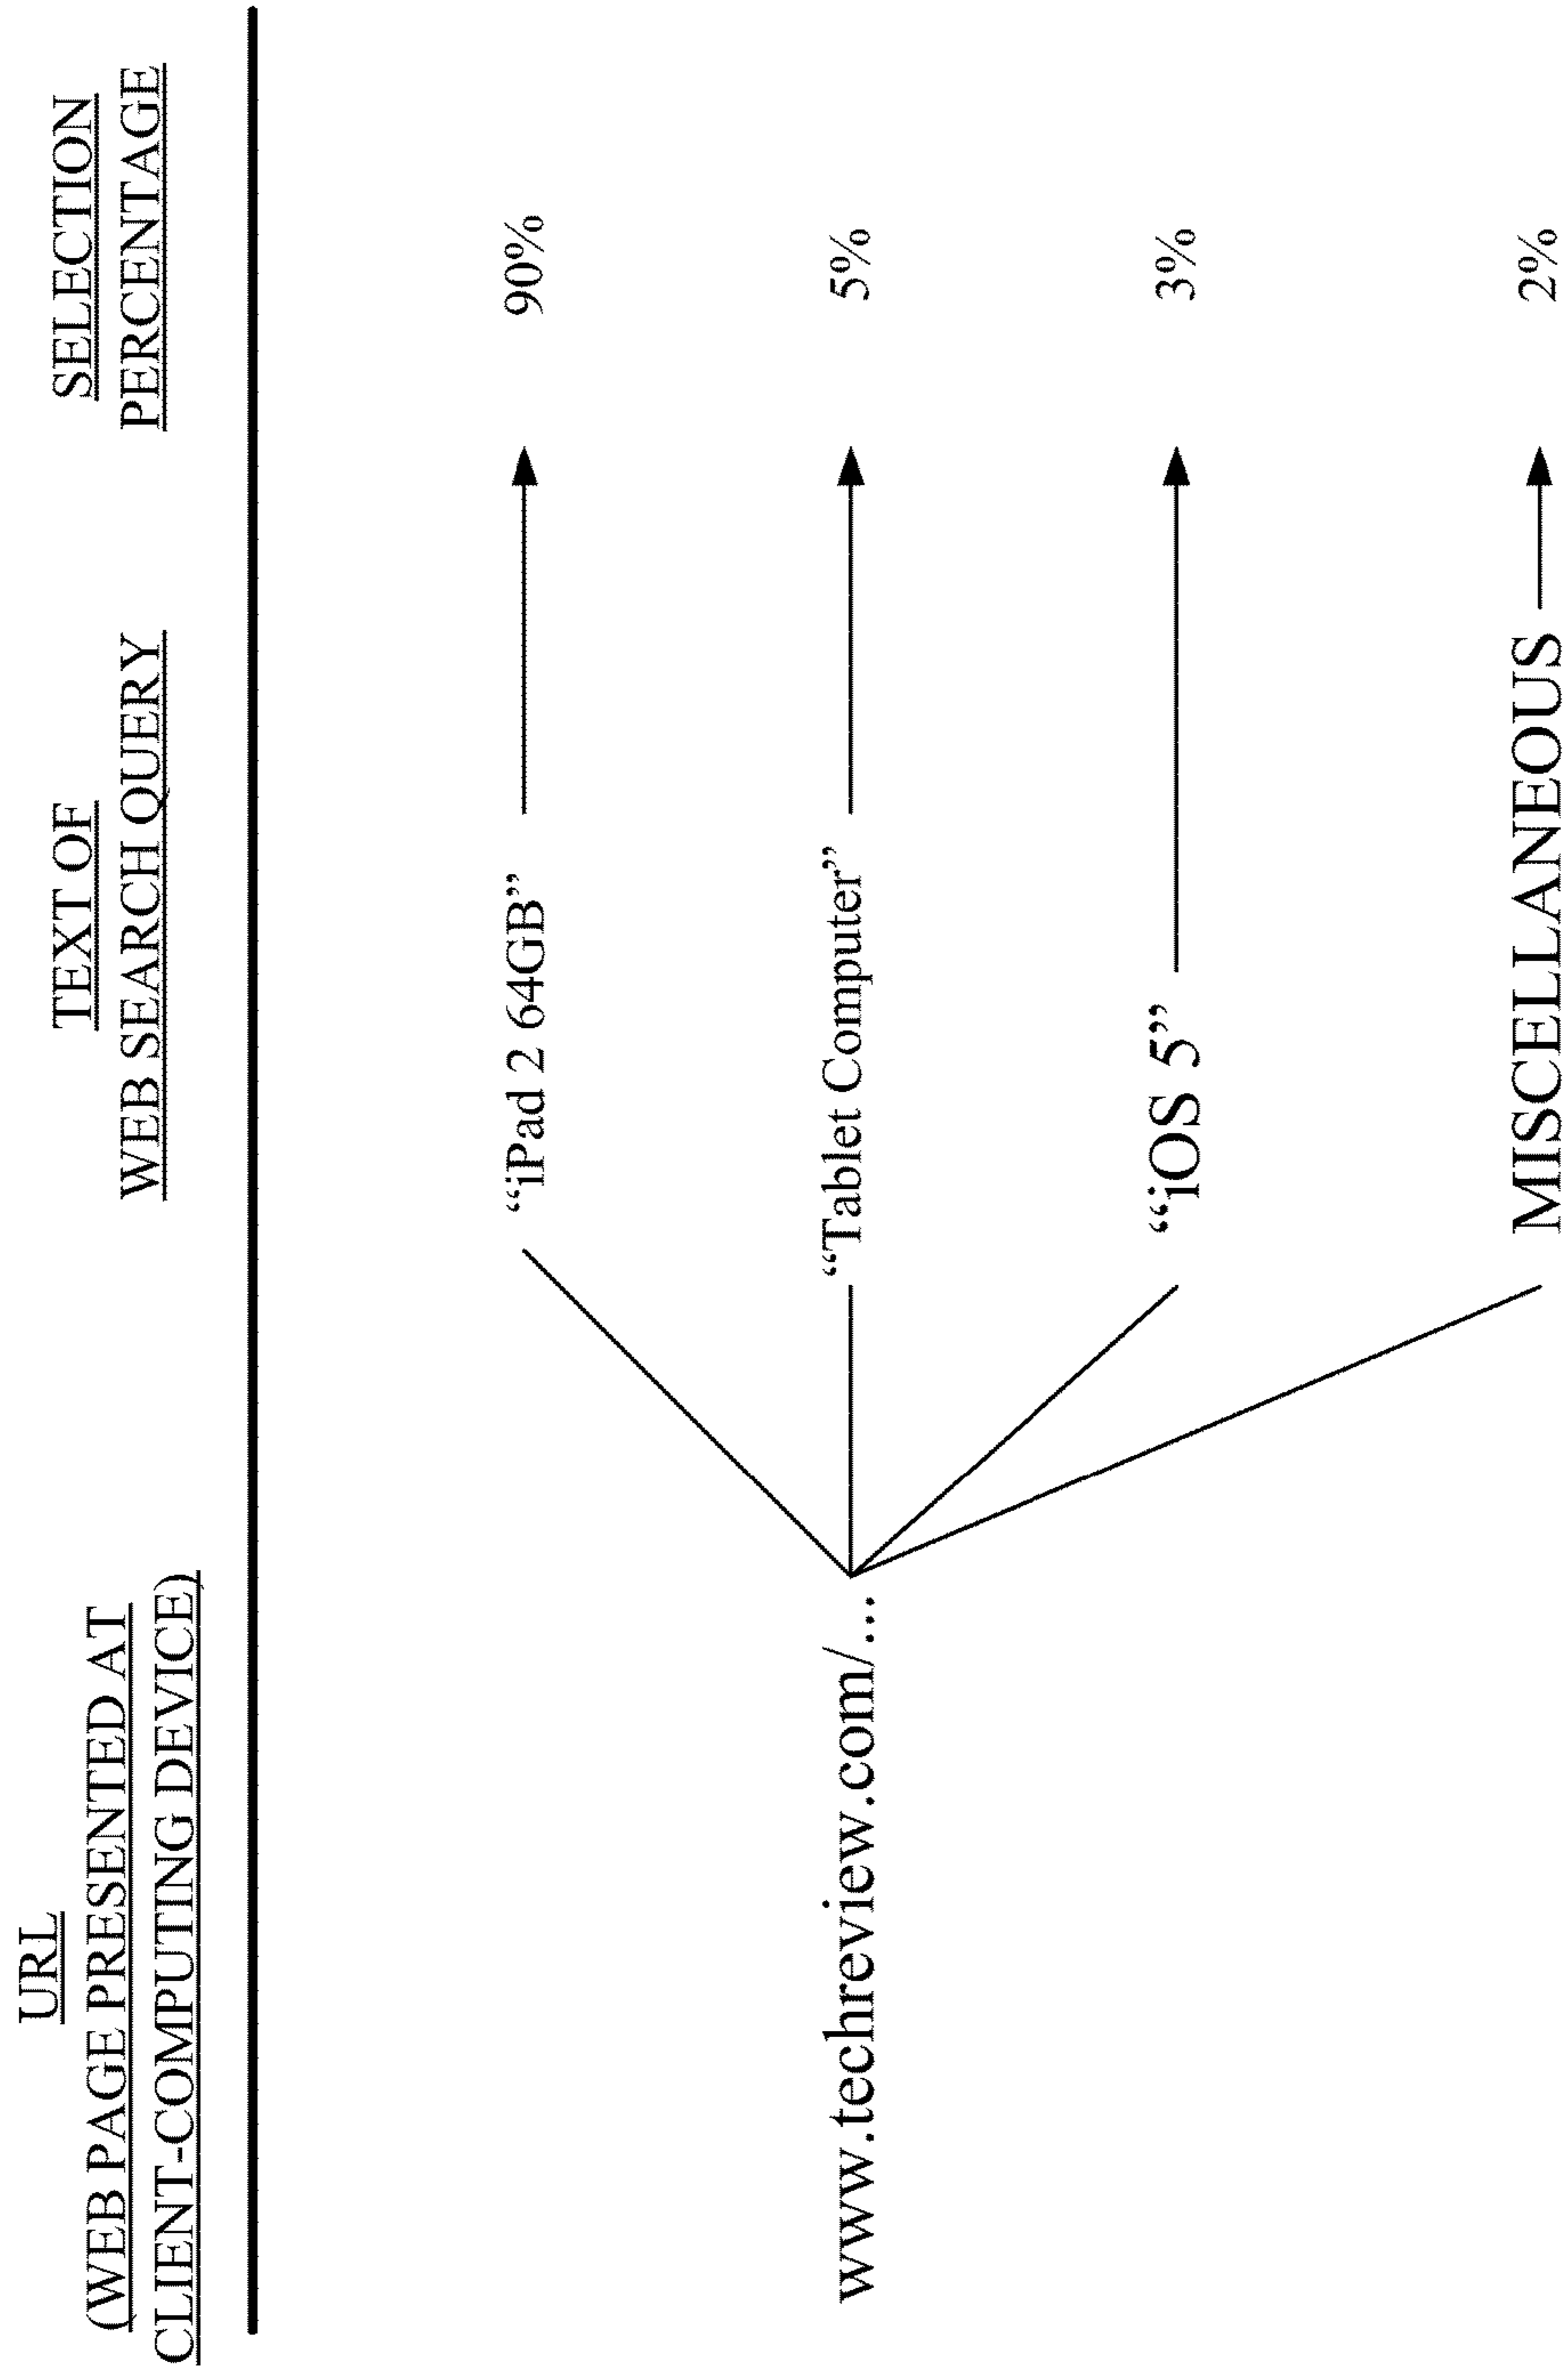 URL
(WEB PAGE PRESENTED AT
CLIENT-COMPUTING DEVICE)
TEXT OF
WEB SEARCH QUERY
SELECTION
PERCENTAGE
www.techreview.com/...
“iPad 2 64GB”
90%
“Tablet Computer”
5%
“iOS 5”
3%
MISCELLANEOUS
2%